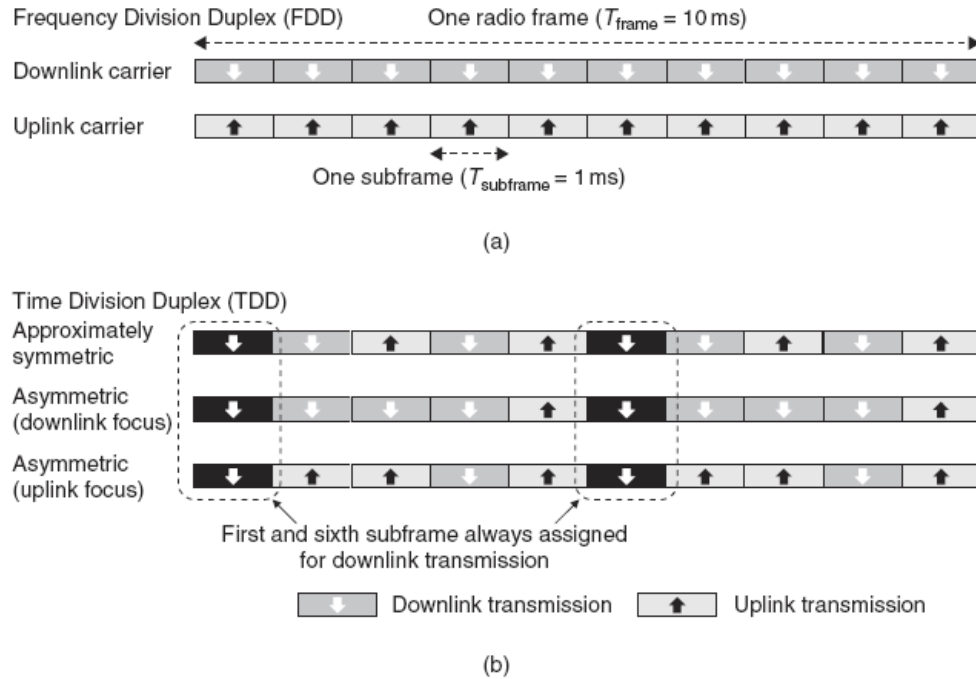 Frequency Division Duplex (FDD)
One radio frame (Tframe = 10 ms)
Downlink carrier
Uplink carrier
One subframe (Tsubframe = 1 ms)
(a)
Time Division Duplex (TDD)
Approximately
symmetric
Asymmetric
(downlink focus)
Asymmetric
(uplink focus)
First and sixth subframe always assigned
for downlink transmission
Downlink transmission
Uplink transmission
(b)